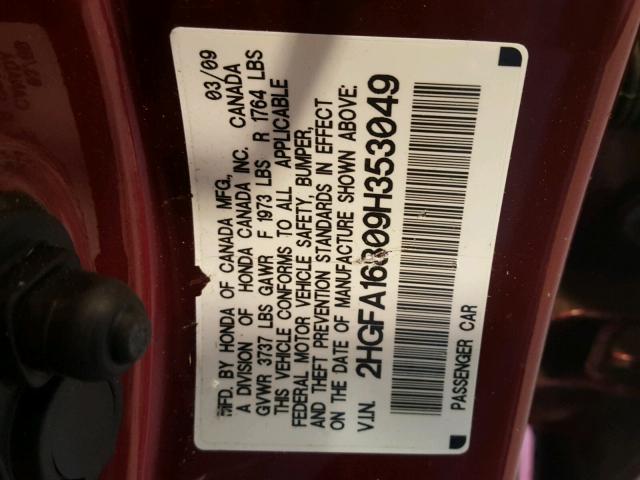 MFD. BY HONDA OF CANADA MFG., 03/09
A DIVISION OF HONDA CANADA INC. CANADA
GVWR 3737 LBS GAWR F 1973 LBS R 1764 LBS
THIS VEHICLE CONFORMS TO ALL APPLICABLE
FEDERAL MOTOR VEHICLE SAFETY, BUMPER,
AND THEFT PREVENTION STANDARDS IN EFFECT
ON THE DATE OF MANUFACTURE SHOWN ABOVE:
V.I.N. 2HGFA16809H353049
PASSENGER CAR